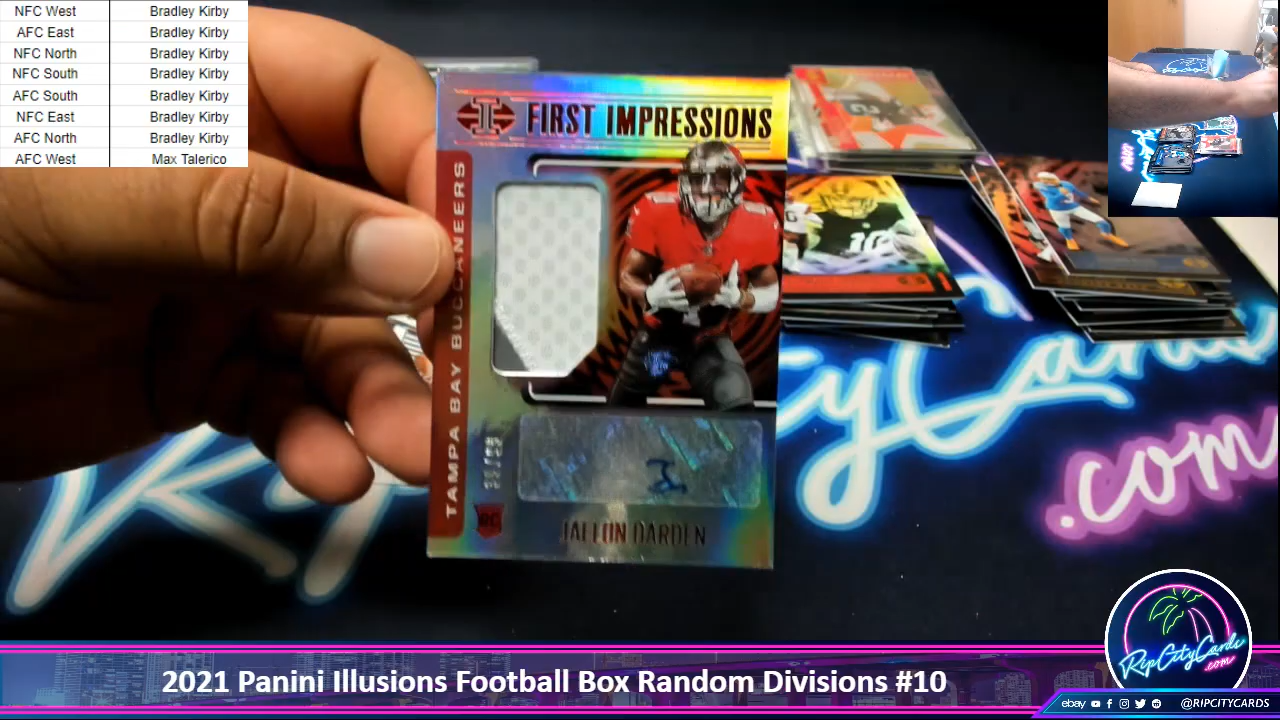 NFC West Bradley Kirby
AFC East Bradley Kirby
NFC North Bradley Kirby
NFC South Bradley Kirby
AFC South Bradley Kirby
NFC East Bradley Kirby
AFC North Bradley Kirby
AFC West Max Talerico
FIRST IMPRESSIONS
TAMPA BAY BUCCANEERS
RC
JAELON DARDEN
.com
2021 Panini Illusions Football Box Random Divisions #10
RipCityCards
.com
ebay @RIPCITYCARDS